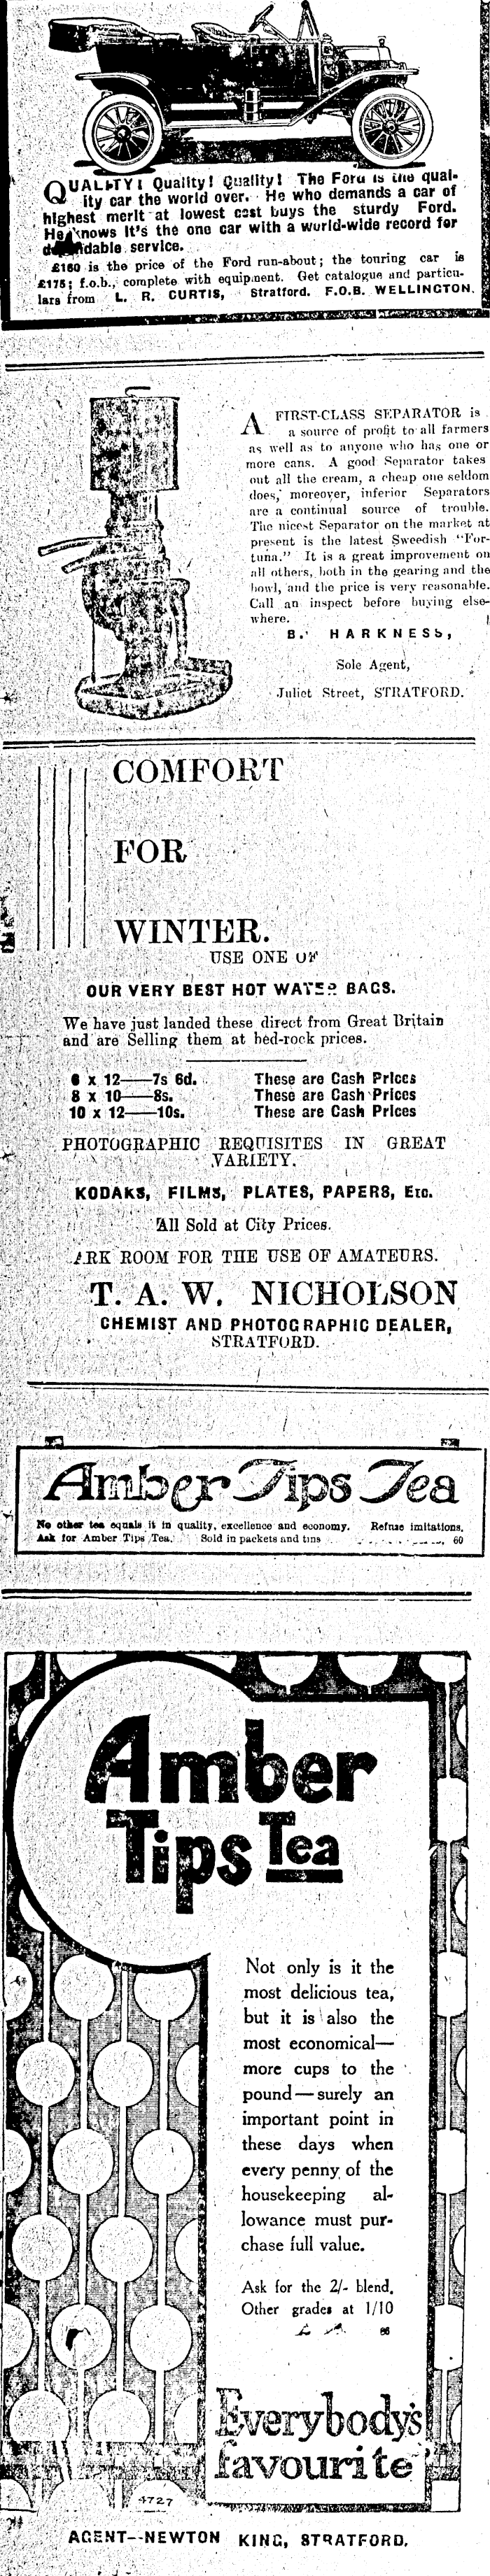 QUALITY! Quality! Quality! The Ford is the qual-
ity car the world over. He who demands a car of
highest merit at lowest cost buys the sturdy Ford.
He knows it's the one car with a world-wide record for
dependable service.
£160 is the price of the Ford run-about; the touring car is
£175; f.o.b., complete with equipment. Get catalogue and particu-
lars from L. R. CURTIS, Stratford. F.O.B. WELLINGTON.
A FIRST-CLASS SEPARATOR is
a source of profit to all farmers
as well as to anyone who has one or
more cans. A good Separator takes
out all the cream, a cheap one seldom
does, moreover, inferior Separators
are a continual source of trouble.
The nicest Separator on the market at
present is the latest Swedish "For-
tuna." It is a great improvement on
all others, both in the gearing and the
bowl, and the price is very reasonable.
Call an inspect before buying else-
where.
B. HARKNESS,
Sole Agent,
Juliet Street, STRATFORD.
COMFORT
FOR
WINTER.
USE ONE OF
OUR VERY BEST HOT WATER BAGS.
We have just landed these direct from Great Britain
and are Selling them at bed-rock prices.
6 x 12——7s 6d. These are Cash Prices
8 x 10——8s. These are Cash Prices
10 x 12——10s. These are Cash Prices
PHOTOGRAPHIC REQUISITES IN GREAT
VARIETY.
KODAKS, FILMS, PLATES, PAPERS, Etc.
All Sold at City Prices.
ARK ROOM FOR THE USE OF AMATEURS.
T. A. W. NICHOLSON
CHEMIST AND PHOTOGRAPHIC DEALER,
STRATFORD.
Amber Tips Tea
No other tea equals it in quality, excellence and economy. Refuse imitations.
Ask for Amber Tips Tea. Sold in packets and tins 60
Amber
Tips Tea
Not only is it the
most delicious tea,
but it is also the
most economical—
more cups to the
pound—surely an
important point in
these days when
every penny of the
housekeeping al-
lowance must pur-
chase full value.
Ask for the 2/- blend.
Other grades at 1/10
86
Everybody's
favourite
4727
AGENT--NEWTON KING, STRATFORD.